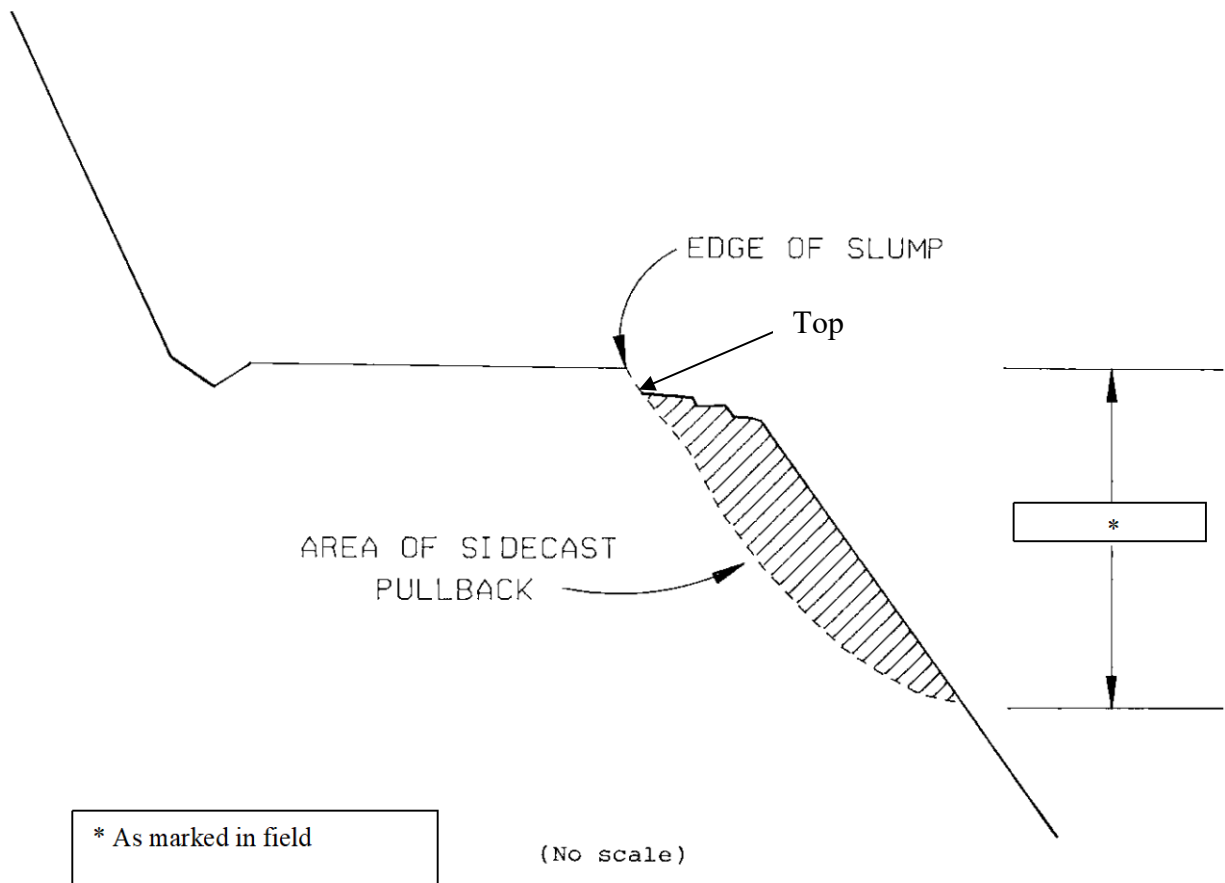 EDGE OF SLUMP
Top
*
AREA OF SIDECAST
PULLBACK
* As marked in field
(No scale)